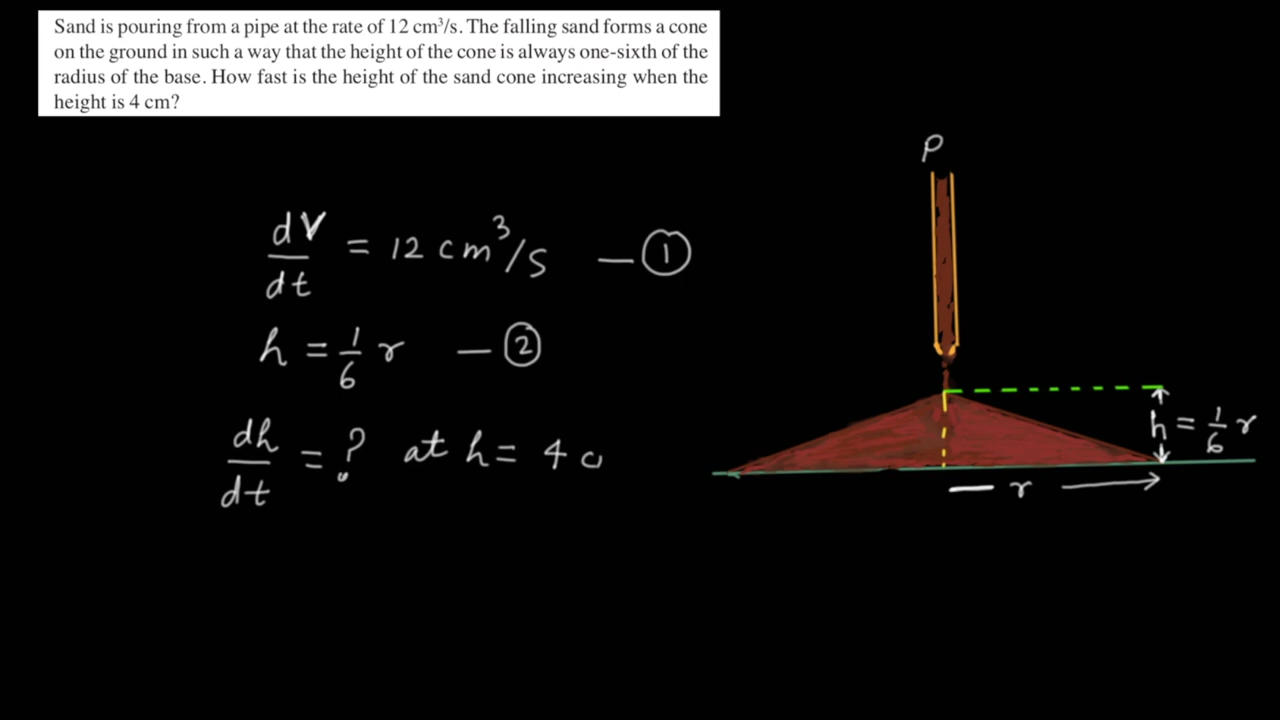 Sand is pouring from a pipe at the rate of 12 cm³/s. The falling sand forms a cone
on the ground in such a way that the height of the cone is always one-sixth of the
radius of the base. How fast is the height of the sand cone increasing when the
height is 4 cm?
P
dV/dt = 12 cm³/s — ①
h = 1/6 r — ②
dh/dt = ? at h = 4 c
h = 1/6 r
r